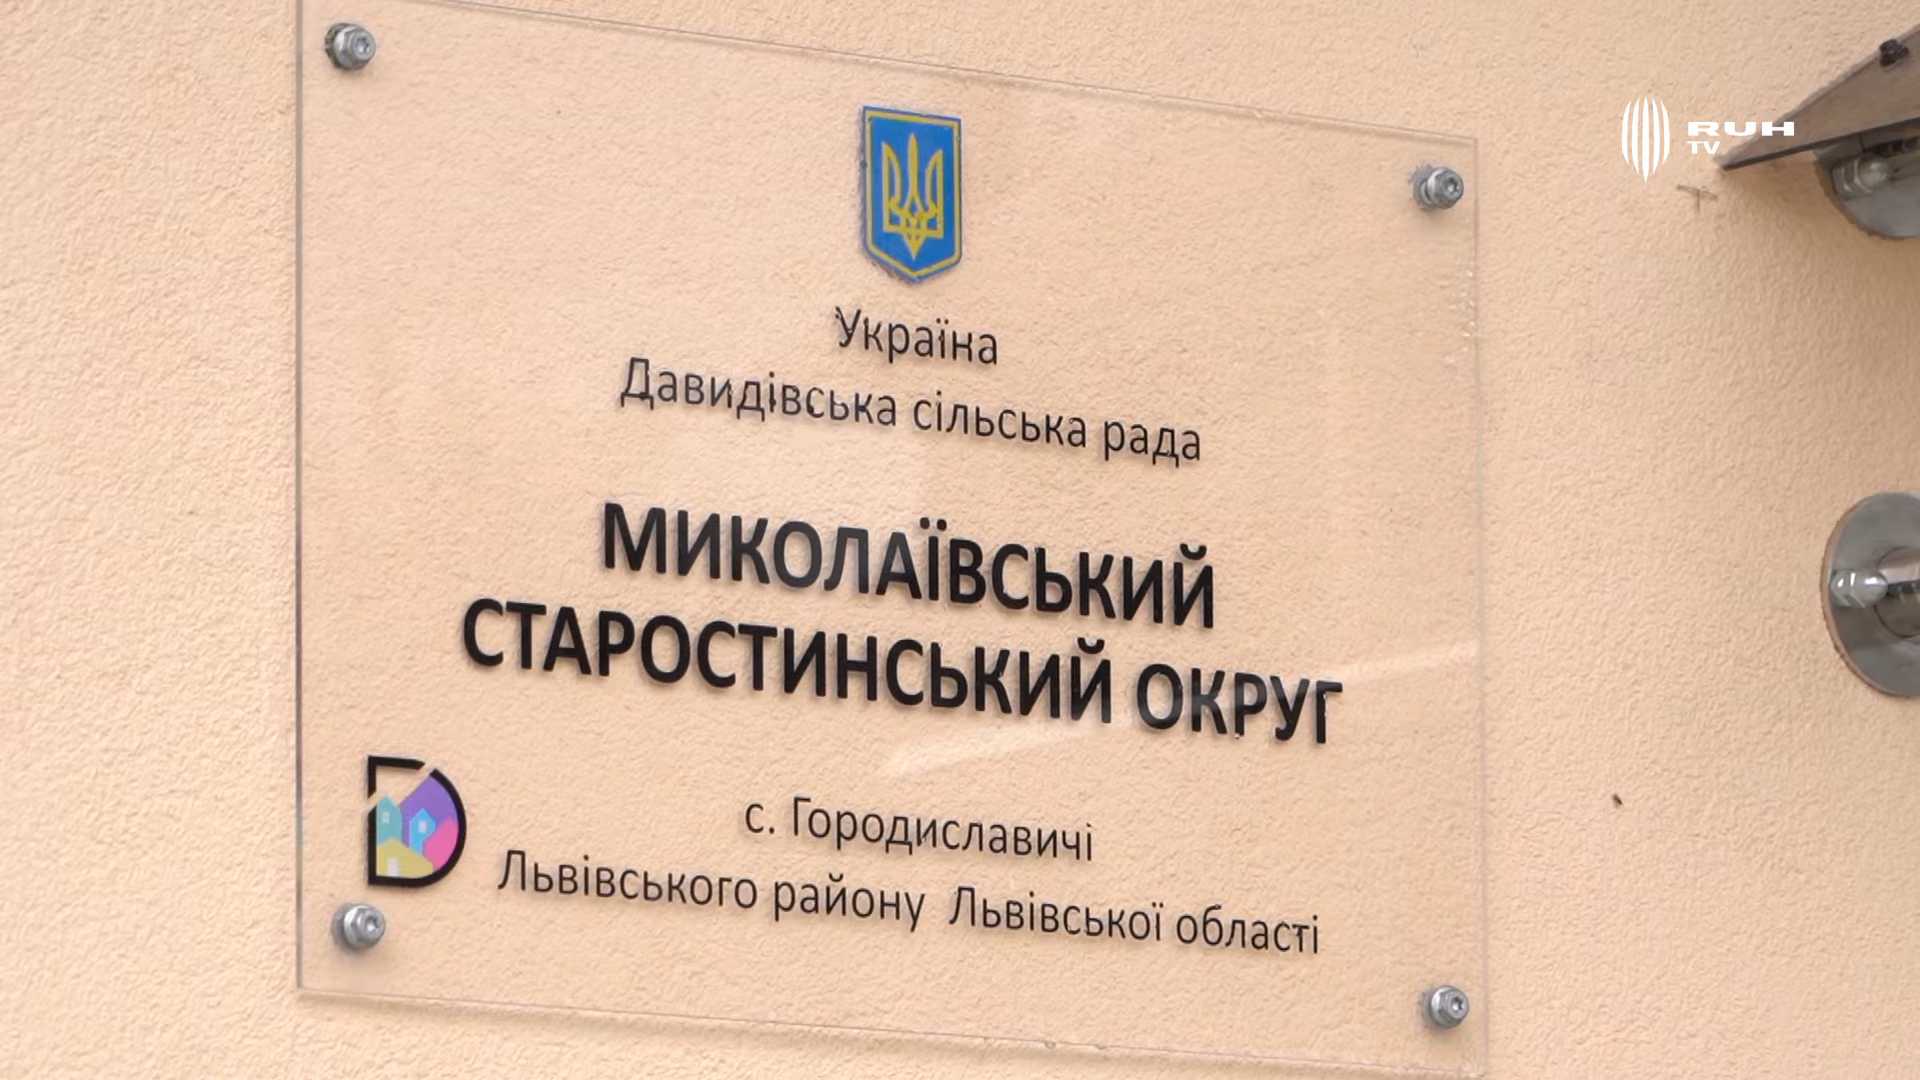 RUH
TV
Україна
Давидівська сільська рада
МИКОЛАЇВСЬКИЙ
СТАРОСТИНСЬКИЙ ОКРУГ
с. Городиславичі
Львівського району Львівської області